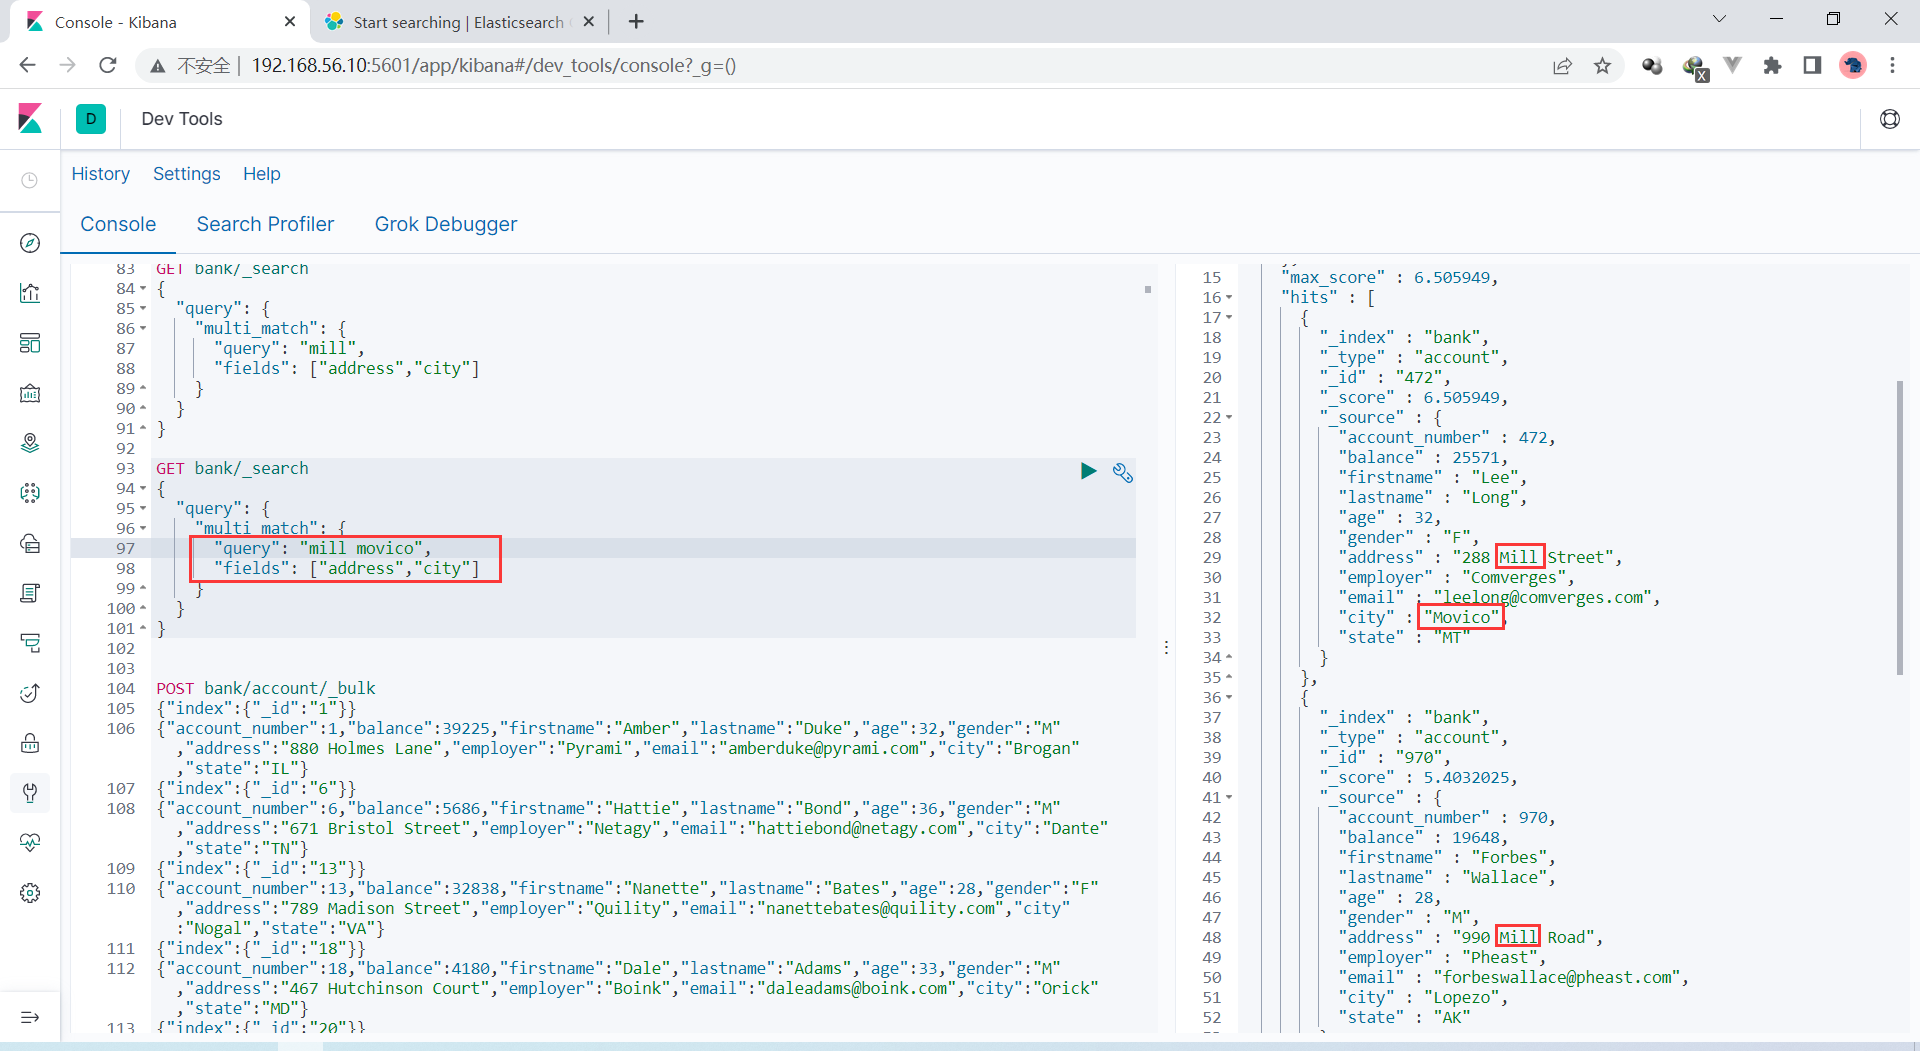 Console - Kibana
Start searching | Elasticsearch
不安全 | 192.168.56.10:5601/app/kibana#/dev_tools/console?_g=()
D Dev Tools
History Settings Help
Console Search Profiler Grok Debugger
83 GET bank/_search
84 {
85 "query": {
86 "multi_match": {
87 "query": "mill",
88 "fields": ["address","city"]
89 }
90 }
91 }
92
93 GET bank/_search
94 {
95 "query": {
96 "multi_match": {
97 "query": "mill movico",
98 "fields": ["address","city"]
99 }
100 }
101 }
102
103
104 POST bank/account/_bulk
105 {"index":{"_id":"1"}}
106 {"account_number":1,"balance":39225,"firstname":"Amber","lastname":"Duke","age":32,"gender":"M"
,"address":"880 Holmes Lane","employer":"Pyrami","email":"amberduke@pyrami.com","city":"Brogan"
,"state":"IL"}
107 {"index":{"_id":"6"}}
108 {"account_number":6,"balance":5686,"firstname":"Hattie","lastname":"Bond","age":36,"gender":"M"
,"address":"671 Bristol Street","employer":"Netagy","email":"hattiebond@netagy.com","city":"Dante"
,"state":"TN"}
109 {"index":{"_id":"13"}}
110 {"account_number":13,"balance":32838,"firstname":"Nanette","lastname":"Bates","age":28,"gender":"F"
,"address":"789 Madison Street","employer":"Quility","email":"nanettebates@quility.com","city"
:"Nogal","state":"VA"}
111 {"index":{"_id":"18"}}
112 {"account_number":18,"balance":4180,"firstname":"Dale","lastname":"Adams","age":33,"gender":"M"
,"address":"467 Hutchinson Court","employer":"Boink","email":"daleadams@boink.com","city":"Orick"
,"state":"MD"}
113 {"index":{"_id":"20"}}
15 "max_score" : 6.505949,
16 "hits" : [
17 {
18 "_index" : "bank",
19 "_type" : "account",
20 "_id" : "472",
21 "_score" : 6.505949,
22 "_source" : {
23 "account_number" : 472,
24 "balance" : 25571,
25 "firstname" : "Lee",
26 "lastname" : "Long",
27 "age" : 32,
28 "gender" : "F",
29 "address" : "288 Mill Street",
30 "employer" : "Comverges",
31 "email" : "leelong@comverges.com",
32 "city" : "Movico",
33 "state" : "MT"
34 }
35 },
36 {
37 "_index" : "bank",
38 "_type" : "account",
39 "_id" : "970",
40 "_score" : 5.4032025,
41 "_source" : {
42 "account_number" : 970,
43 "balance" : 19648,
44 "firstname" : "Forbes",
45 "lastname" : "Wallace",
46 "age" : 28,
47 "gender" : "M",
48 "address" : "990 Mill Road",
49 "employer" : "Pheast",
50 "email" : "forbeswallace@pheast.com",
51 "city" : "Lopezo",
52 "state" : "AK"